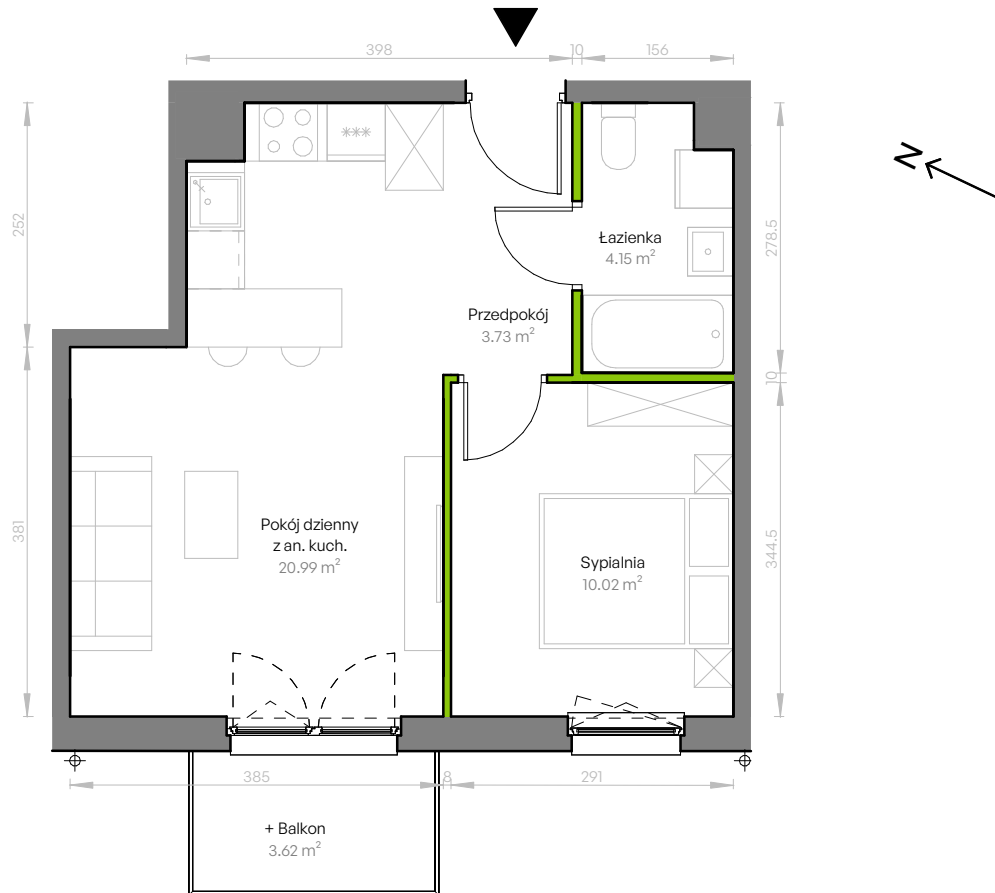 398
10
156
252
278.5
N
Łazienka
4.15 m²
Przedpokój
3.73 m²
10
381
344.5
Pokój dzienny
z an. kuch.
20.99 m²
Sypialnia
10.02 m²
385
8
291
+ Balkon
3.62 m²